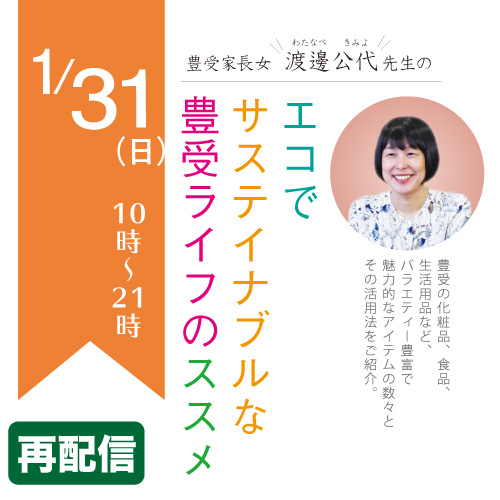 1/31
(日)
10時〜21時
豊受家長女 渡邊公代先生の
わたなべ きみよ
エコで
サステイナブルな
豊受ライフのススメ
豊受の化粧品、食品、
生活用品など、
バラエティー豊富で
魅力的なアイテムの数々と
その活用法をご紹介。
再配信